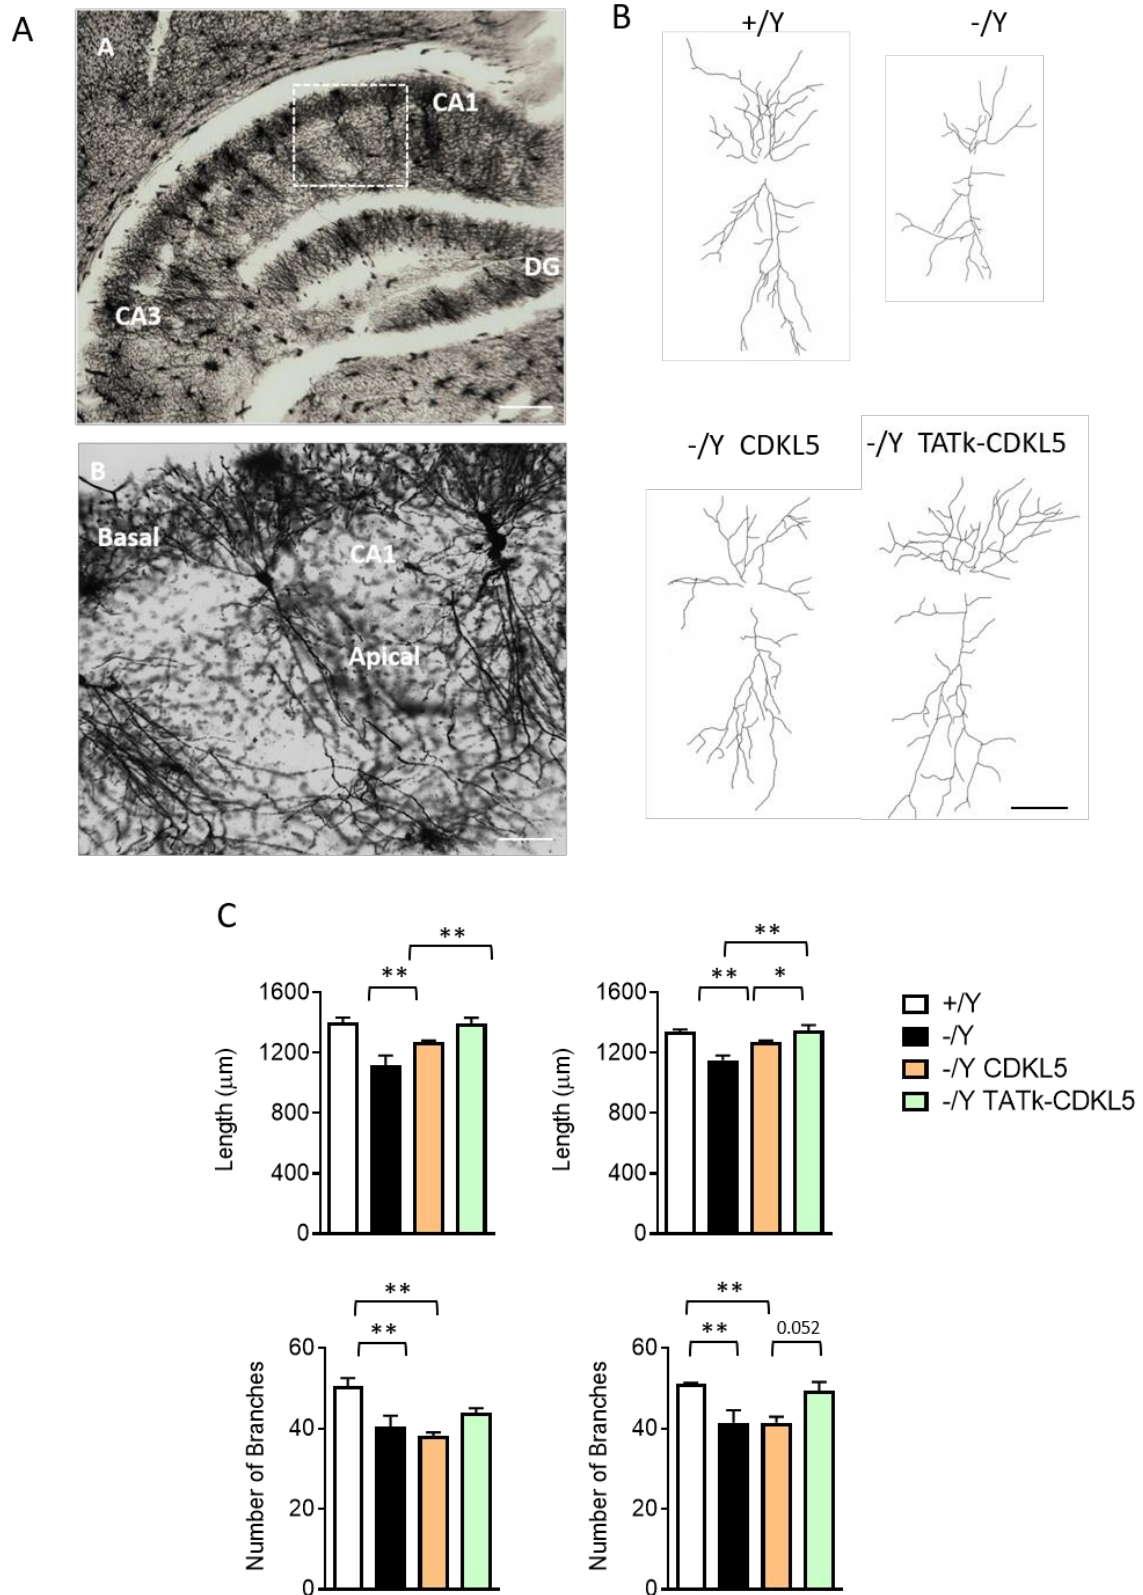 A
B
+/Y
-/Y
A
CA1
CA3
DG
-/Y CDKL5
-/Y TATk-CDKL5
B
Basal
CA1
Apical
C
**
**
1600
1200
800
400
0
Length (μm)
**
**
*
1600
1200
800
400
0
Length (μm)
+/Y
-/Y
-/Y CDKL5
-/Y TATk-CDKL5
**
**
60
40
20
0
Number of Branches
**
**
0.052
60
40
20
0
Number of Branches